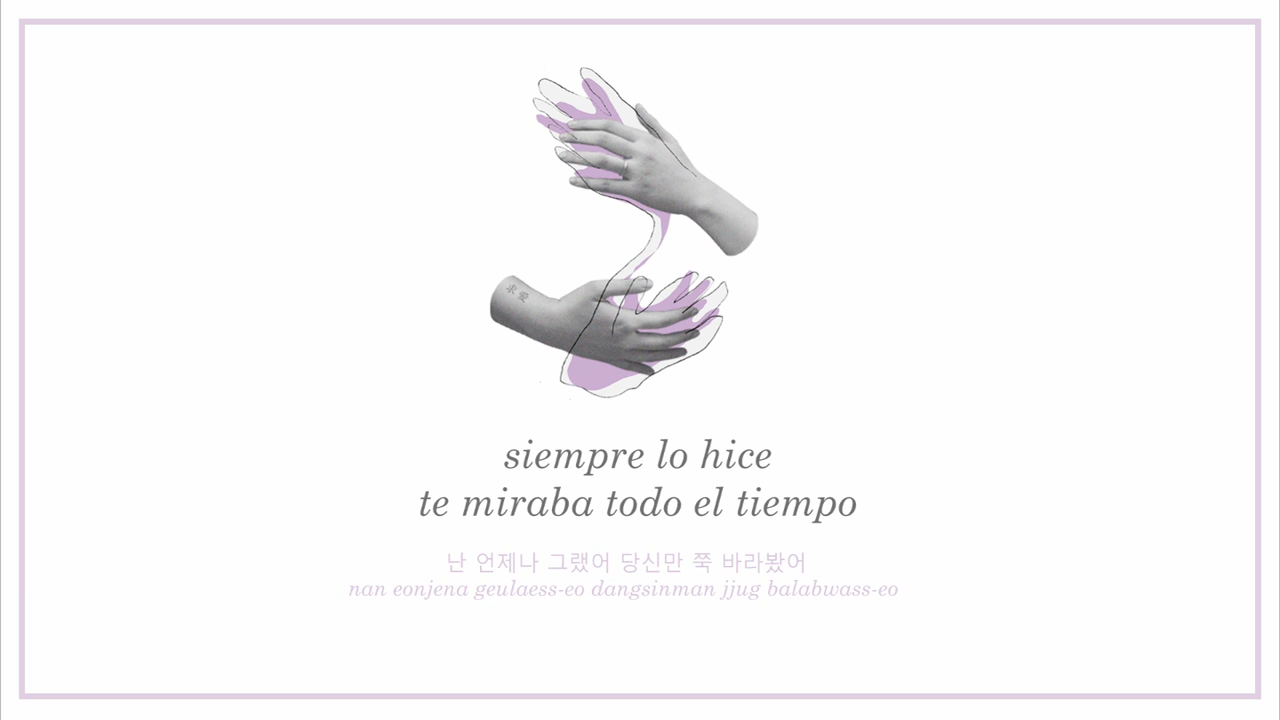 siempre lo hice
te miraba todo el tiempo
난 언제나 그랬어 당신만 쭉 바라봤어
nan eonjena geulaess-eo dangsinman jjug balabwass-eo